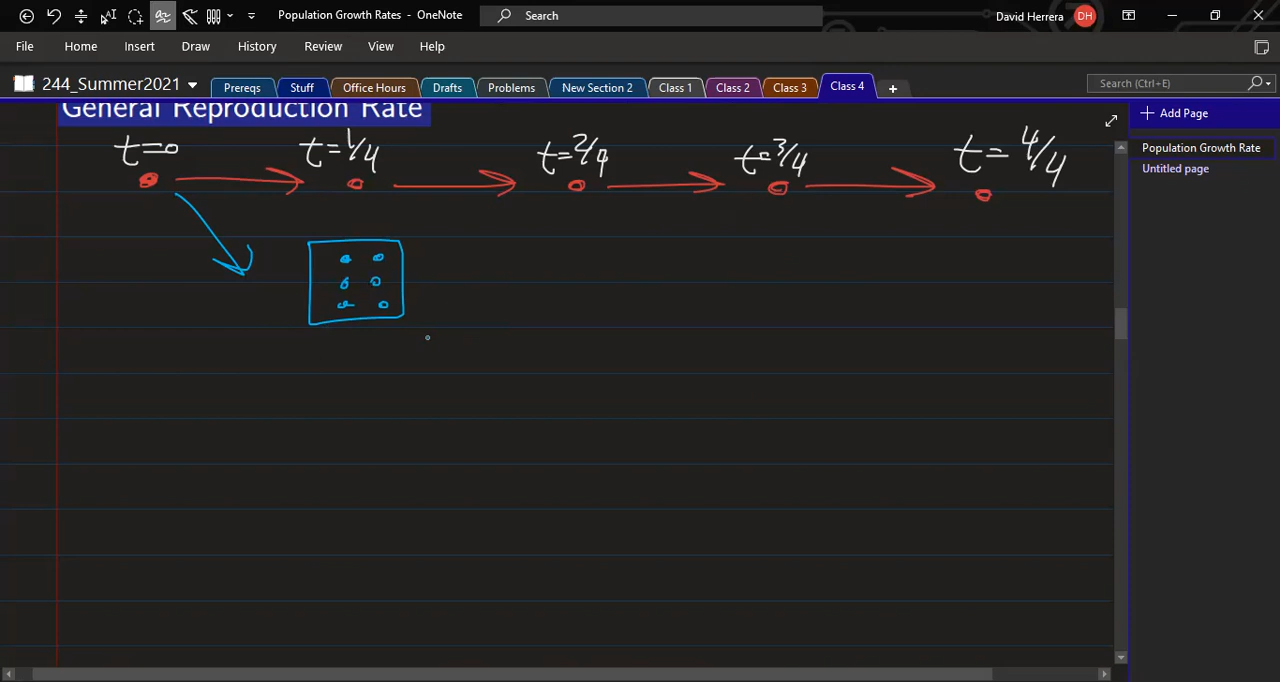 Population Growth Rates - OneNote
Search
David Herrera DH
File Home Insert Draw History Review View Help
244_Summer2021 Prereqs Stuff Office Hours Drafts Problems New Section 2 Class 1 Class 2 Class 3 Class 4 + Search (Ctrl+E)
General Reproduction Rate
t=0 t=1/4 t=2/4 t=3/4 t=4/4
+ Add Page
Population Growth Rate
Untitled page